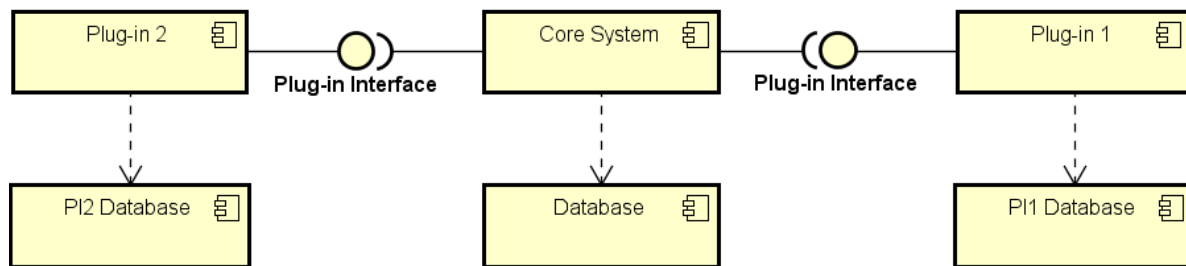 Plug-in 2
Core System
Plug-in 1
Plug-in Interface
Plug-in Interface
PI2 Database
Database
PI1 Database